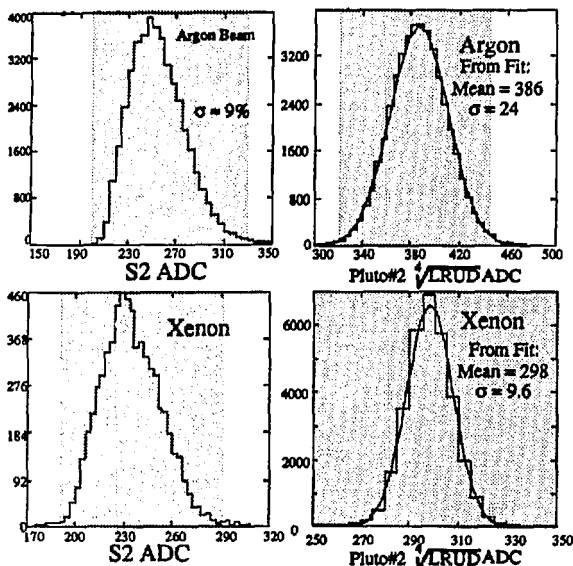 4000
3200
2400
1600
800
0
Argon Beam
σ = 9%
150 190 230 270 310 350
S2 ADC
3200
2400
1600
800
Argon
From Fit:
Mean = 386
σ = 24
300 340 380 420 460 500
Pluto#2 ∜LRUD ADC
460
368
276
184
92
0
Xenon
170 200 230 260 290 320
S2 ADC
6000
4000
2000
0
Xenon
From Fit:
Mean = 298
σ = 9.6
250 270 290 310 330 350
Pluto#2 ∜LRUD ADC